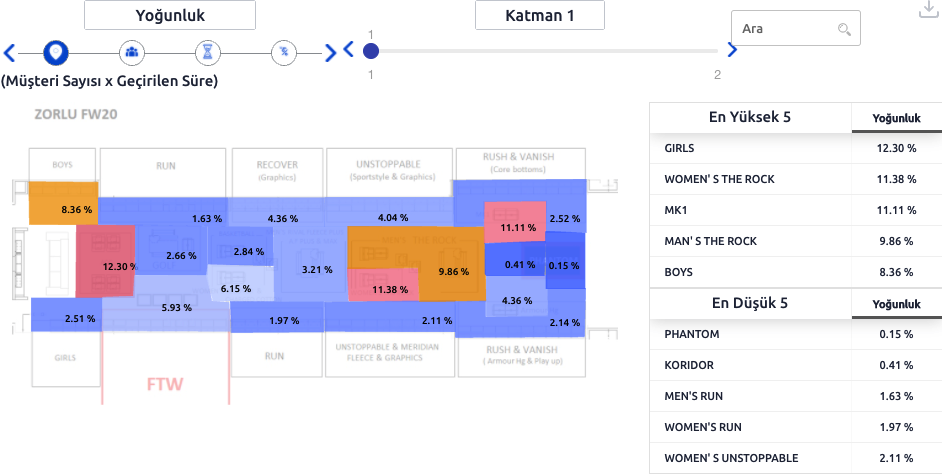 Yoğunluk
Katman 1
Ara
1
1
2
(Müşteri Sayısı x Geçirilen Süre)
ZORLU FW20
BOYS
RUN
RECOVER
(Graphics)
UNSTOPPABLE
(Sportstyle & Graphics)
RUSH & VANISH
(Core bottoms)
8.36 %
1.63 %
4.36 %
4.04 %
2.52 %
11.11 %
MEN'S THE ROCK
12.30 %
2.66 %
2.84 %
3.21 %
9.86 %
0.41 %
0.15 %
6.15 %
11.38 %
4.36 %
5.93 %
2.51 %
1.97 %
2.11 %
2.14 %
GIRLS
RUN
UNSTOPPABLE & MERIDIAN
FLEECE & GRAPHICS
RUSH & VANISH
( Armour Hg & Play up)
FTW
En Yüksek 5 Yoğunluk
GIRLS 12.30 %
WOMEN' S THE ROCK 11.38 %
MK1 11.11 %
MAN' S THE ROCK 9.86 %
BOYS 8.36 %
En Düşük 5 Yoğunluk
PHANTOM 0.15 %
KORIDOR 0.41 %
MEN'S RUN 1.63 %
WOMEN'S RUN 1.97 %
WOMEN' S UNSTOPPABLE 2.11 %